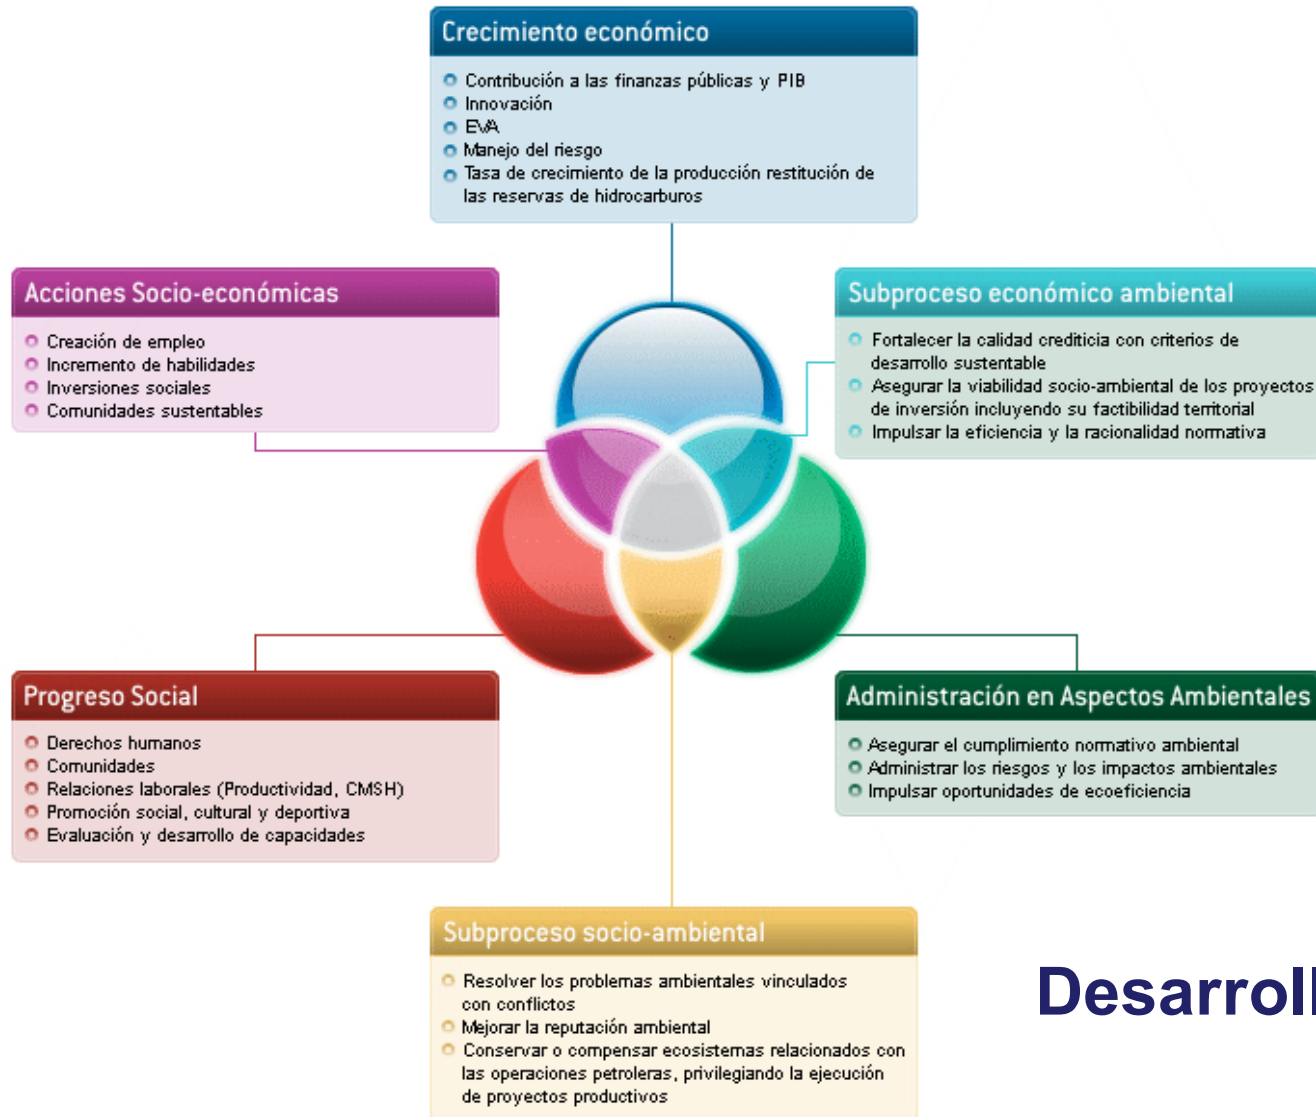 Crecimiento económico
Contribución a las finanzas públicas y PIB
Innovación
EVA
Manejo del riesgo
Tasa de crecimiento de la producción restitución de
las reservas de hidrocarburos
Acciones Socio-económicas
Creación de empleo
Incremento de habilidades
Inversiones sociales
Comunidades sustentables
Subproceso económico ambiental
Fortalecer la calidad crediticia con criterios de
desarrollo sustentable
Asegurar la viabilidad socio-ambiental de los proyectos
de inversión incluyendo su factibilidad territorial
Impulsar la eficiencia y la racionalidad normativa
Progreso Social
Derechos humanos
Comunidades
Relaciones laborales (Productividad, CMSH)
Promoción social, cultural y deportiva
Evaluación y desarrollo de capacidades
Administración en Aspectos Ambientales
Asegurar el cumplimiento normativo ambiental
Administrar los riesgos y los impactos ambientales
Impulsar oportunidades de ecoeficiencia
Subproceso socio-ambiental
Resolver los problemas ambientales vinculados
con conflictos
Mejorar la reputación ambiental
Conservar o compensar ecosistemas relacionados con
las operaciones petroleras, privilegiando la ejecución
de proyectos productivos
Desarroll